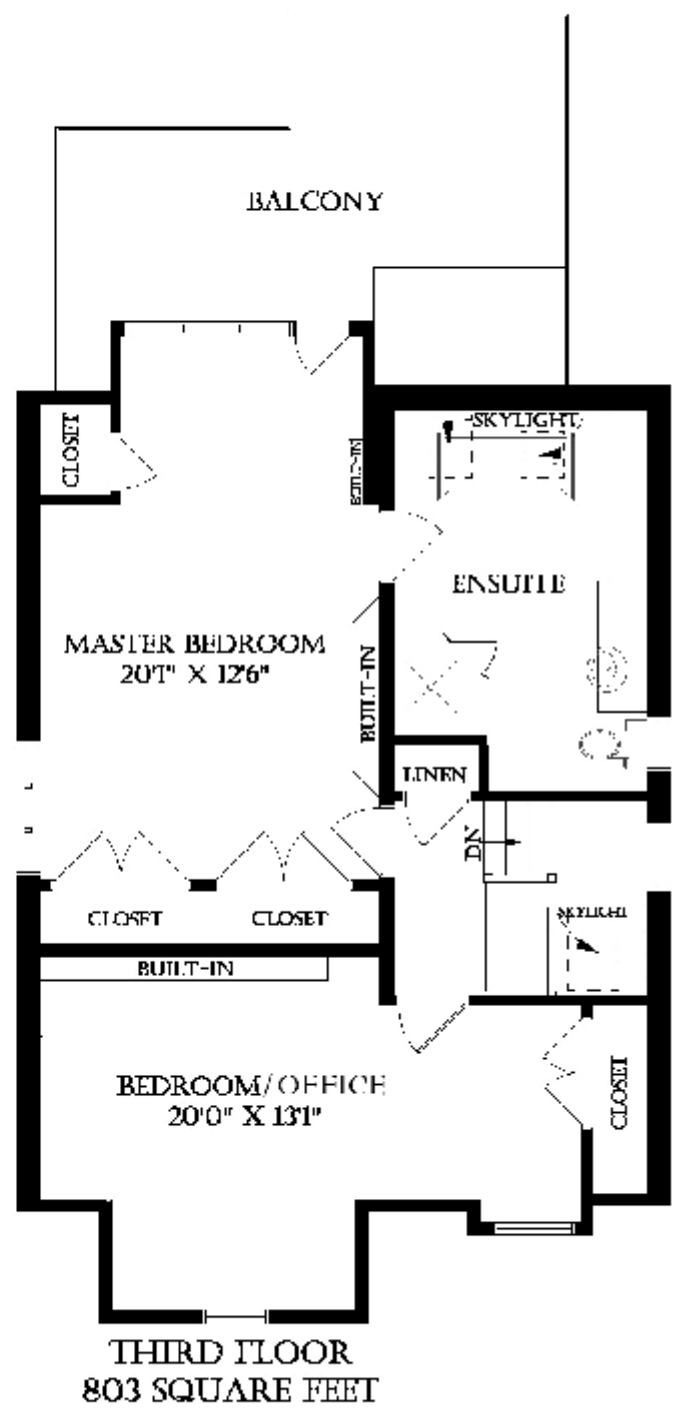 BALCONY
SKYLIGHT
CLOSET
BUILT-IN
ENSUITE
MASTER BEDROOM
20'1" X 12'6"
BUILT-IN
LINEN
DN
CLOSET
CLOSET
SKYLIGHT
BUILT-IN
BEDROOM/OFFICE
20'0" X 13'1"
CLOSET
THIRD FLOOR
803 SQUARE FEET